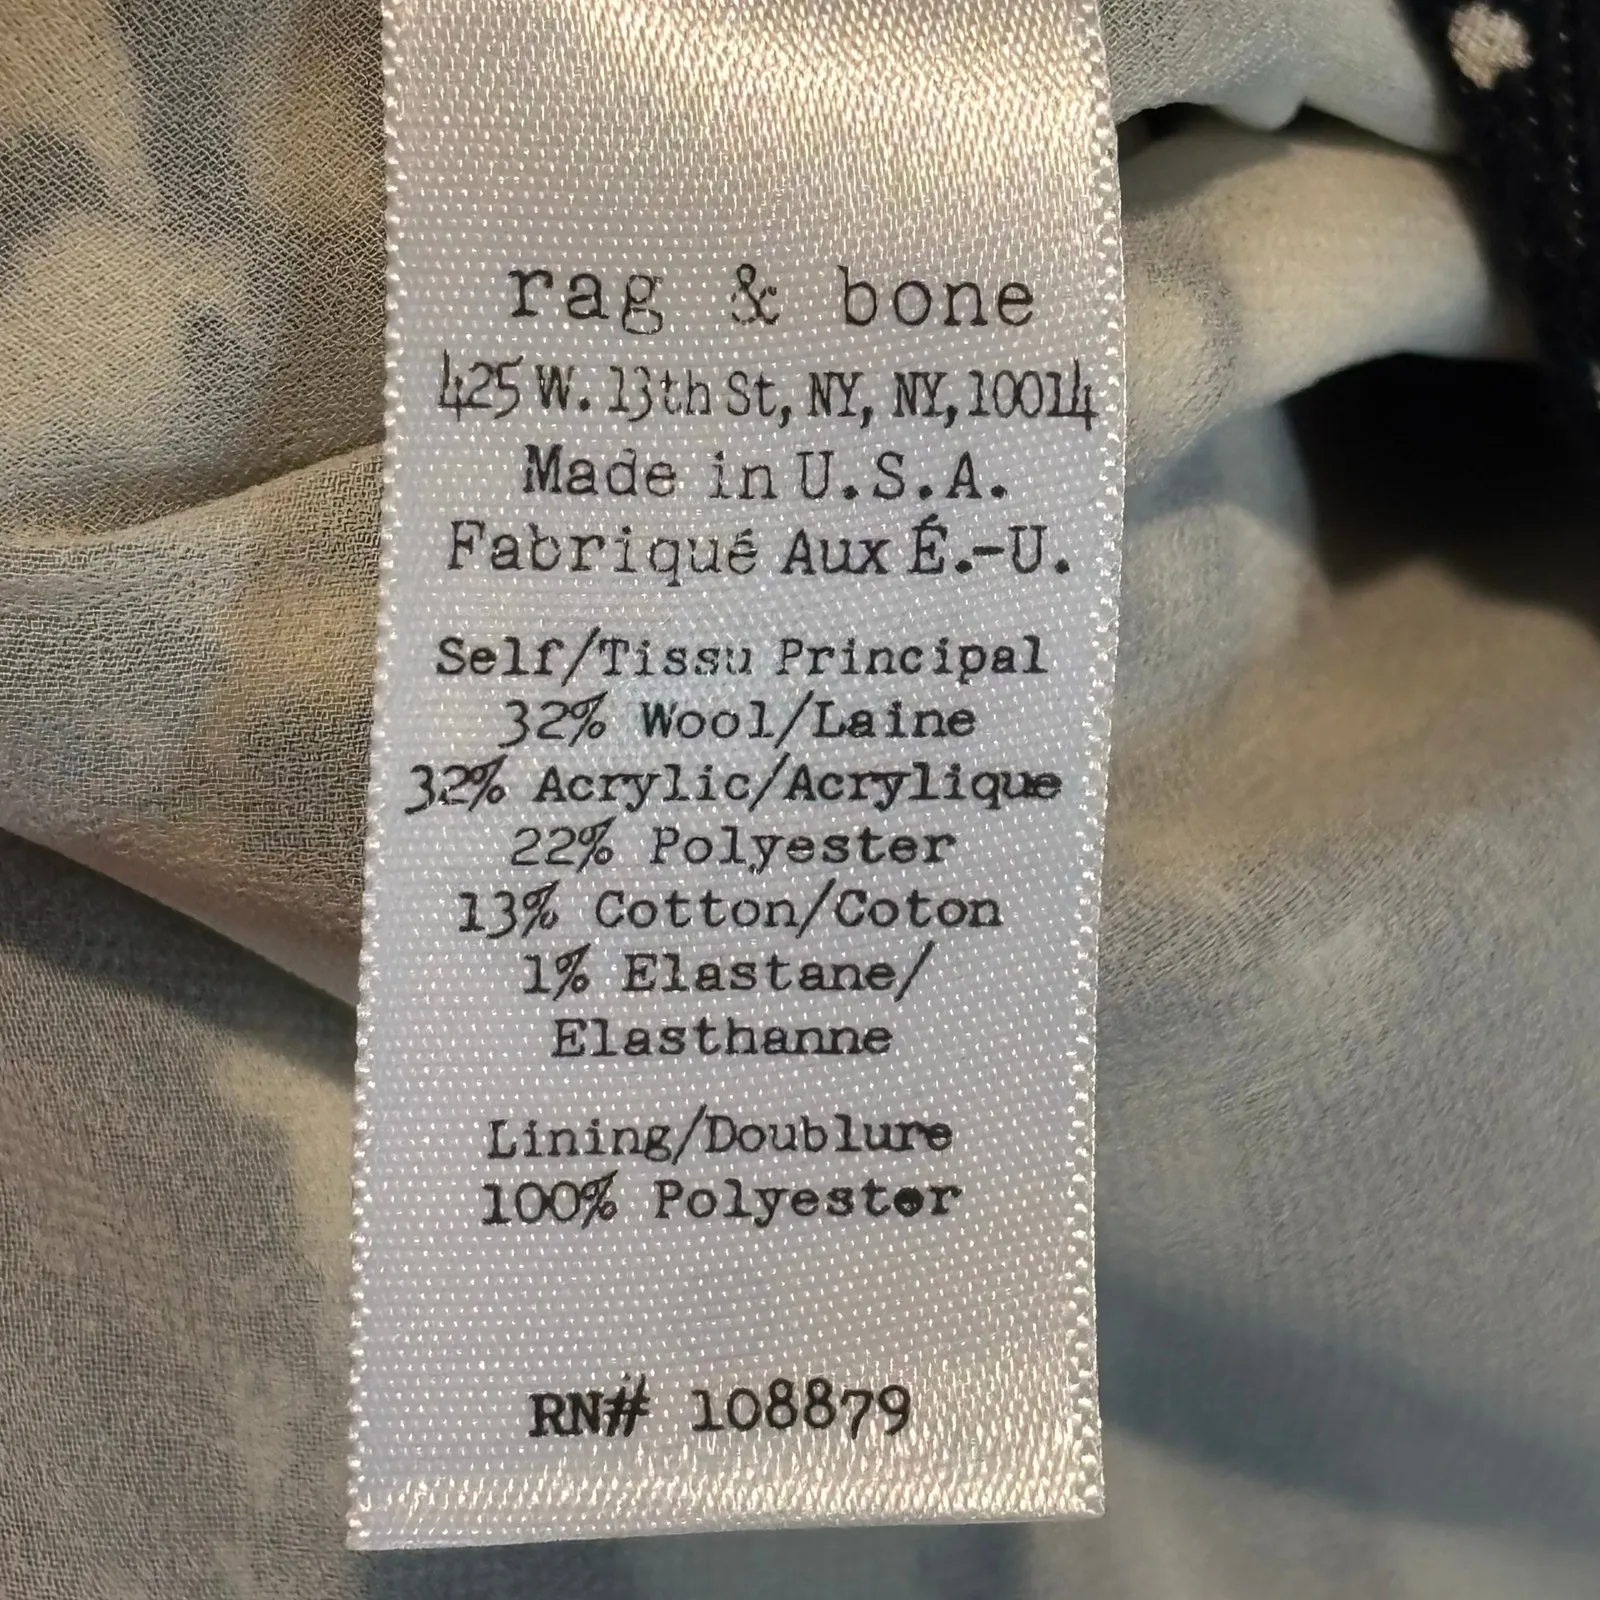 rag & bone
425 W. 13th St, NY, NY, 10014
Made in U.S.A.
Fabriqué Aux É.-U.
Self/Tissu Principal
32% Wool/Laine
32% Acrylic/Acrylique
22% Polyester
13% Cotton/Coton
1% Elastane/
Elasthanne
Lining/Doublure
100% Polyester
RN# 108879